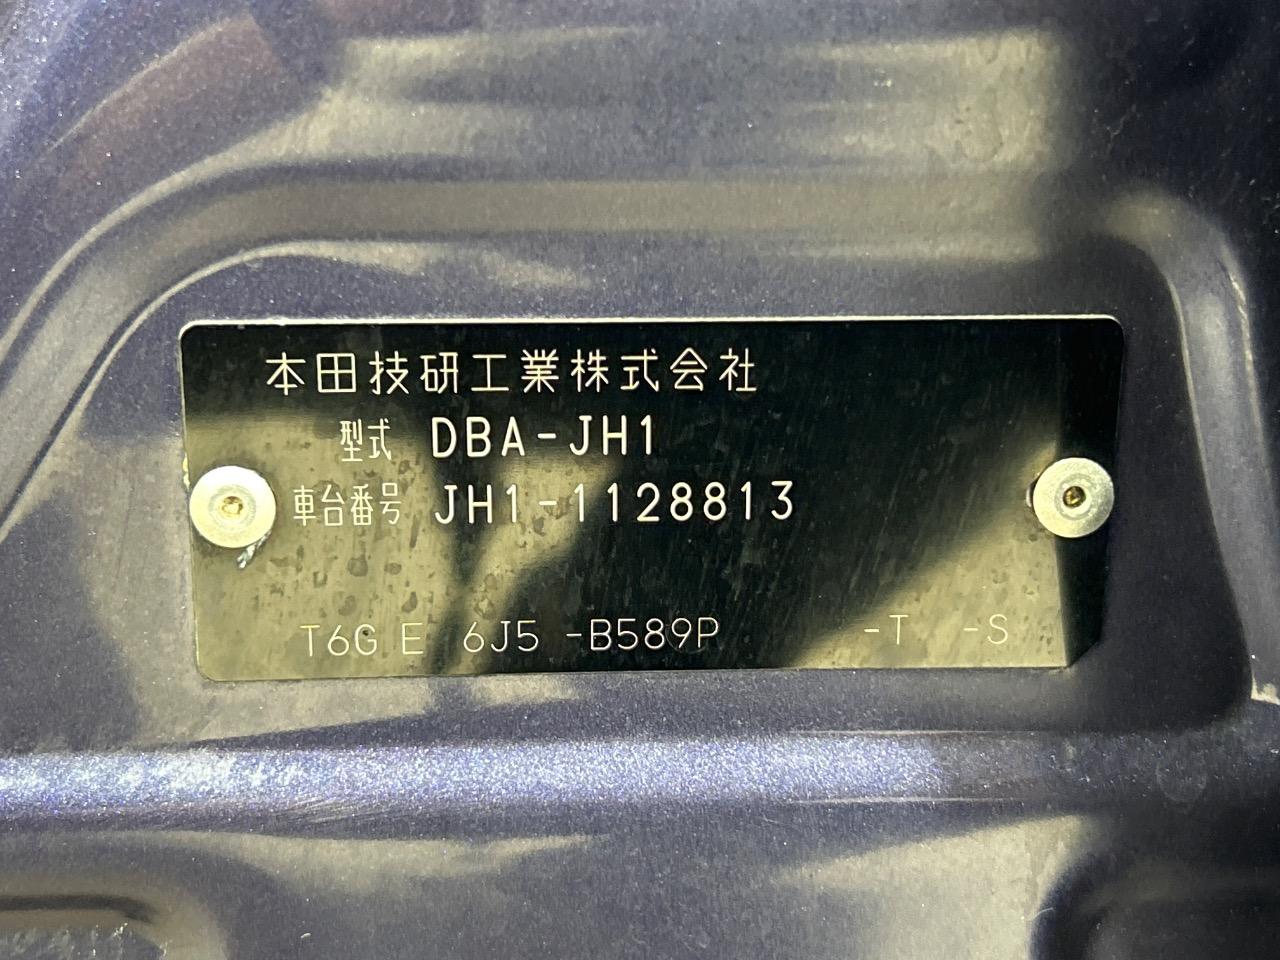 本田技研工業株式会社
型式 DBA-JH1
車台番号 JH1-1128813
T6G E 6J5 -B589P -T -S